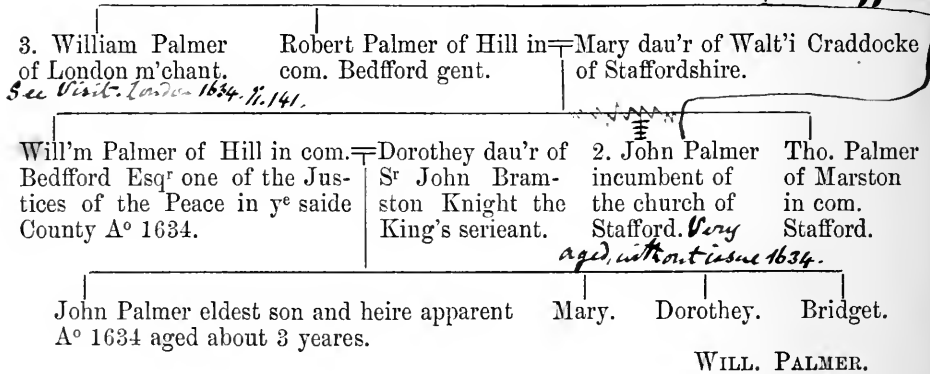 3. William Palmer
of London m'chant.
See Visit. London 1634. ii. 141.
Robert Palmer of Hill in
com. Bedfford gent.
Mary dau'r of Walt'i Craddocke
of Staffordshire.
Will'm Palmer of Hill in com.
Bedfford Esqʳ one of the Jus-
tices of the Peace in yᵉ saide
County Aº 1634.
Dorothey dau'r of
Sʳ John Bram-
ston Knight the
King's serieant.
2. John Palmer
incumbent of
the church of
Stafford. Very
aged, without issue 1634.
Tho. Palmer
of Marston
in com.
Stafford.
John Palmer eldest son and heire apparent
Aº 1634 aged about 3 yeares.
Mary.
Dorothey.
Bridget.
WILL. PALMER.